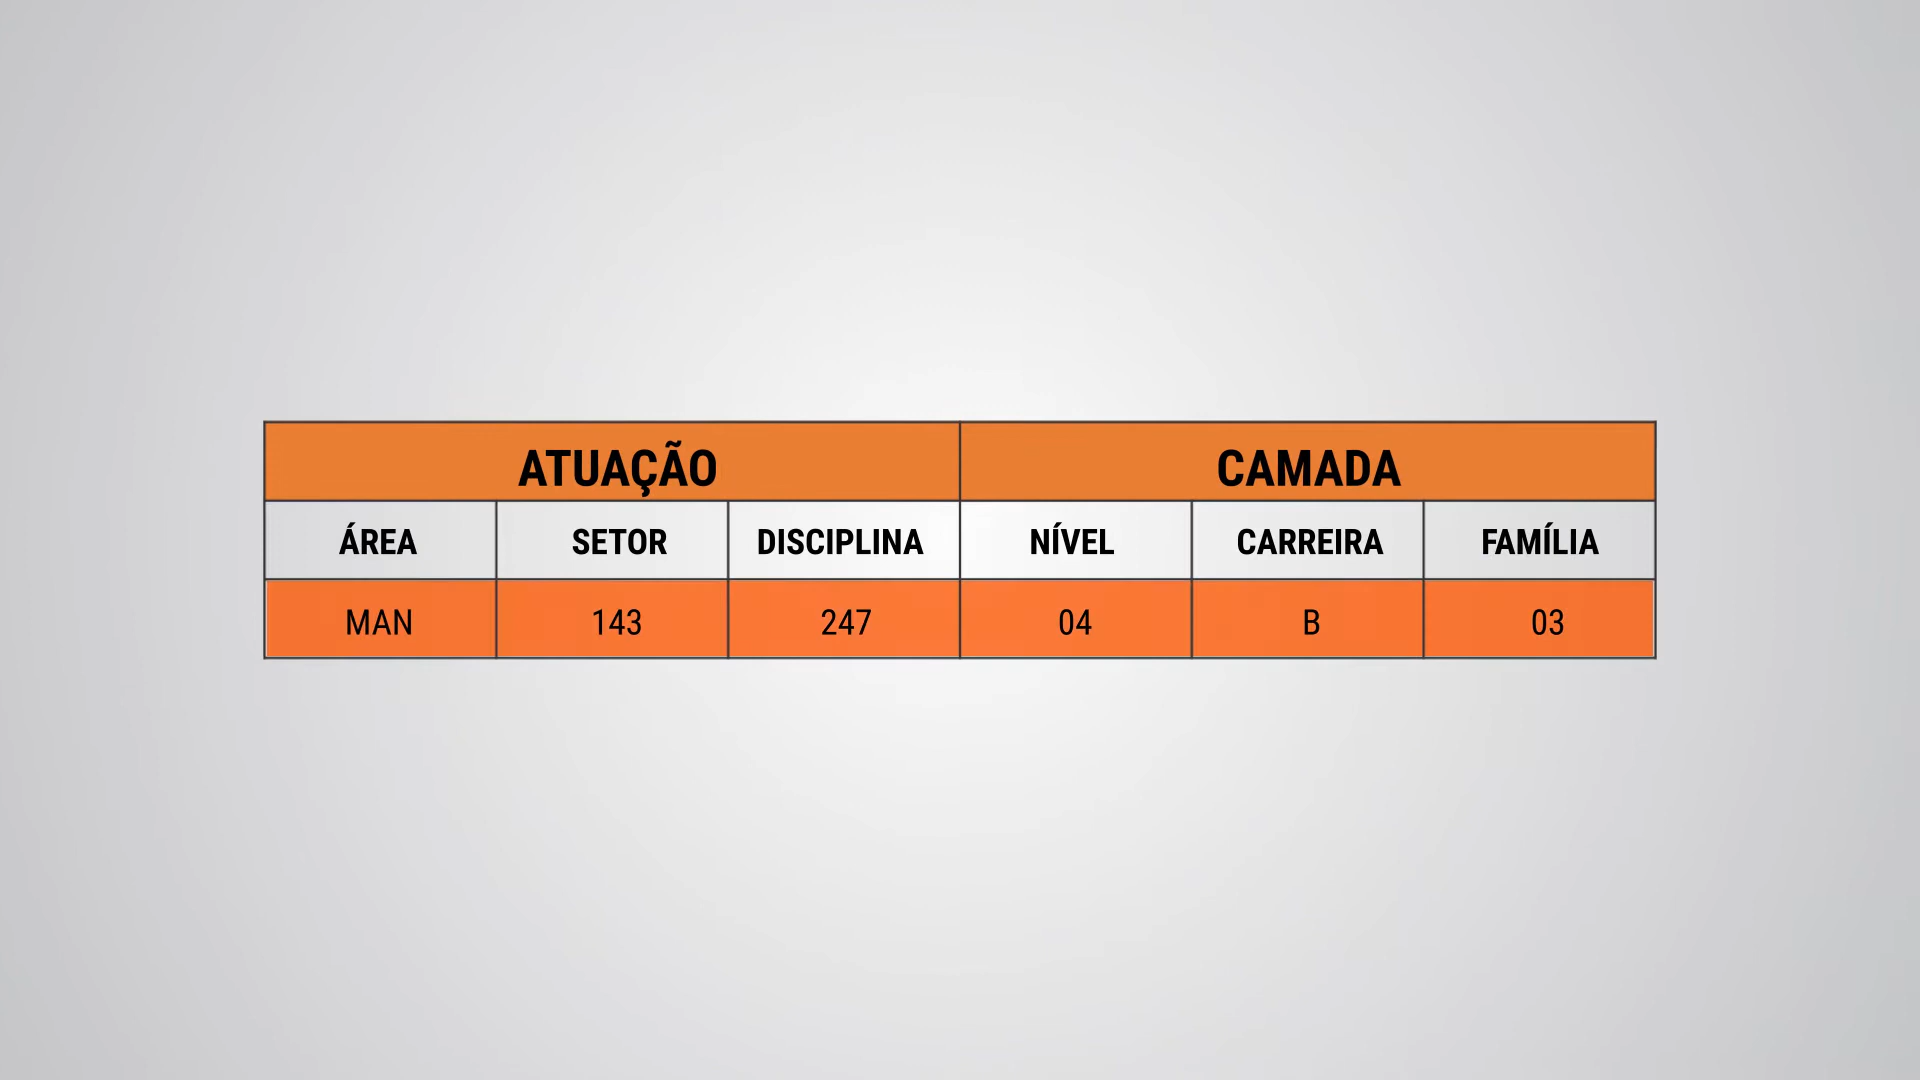 ATUAÇÃO CAMADA
ÁREA SETOR DISCIPLINA NÍVEL CARREIRA FAMÍLIA
MAN 143 247 04 B 03